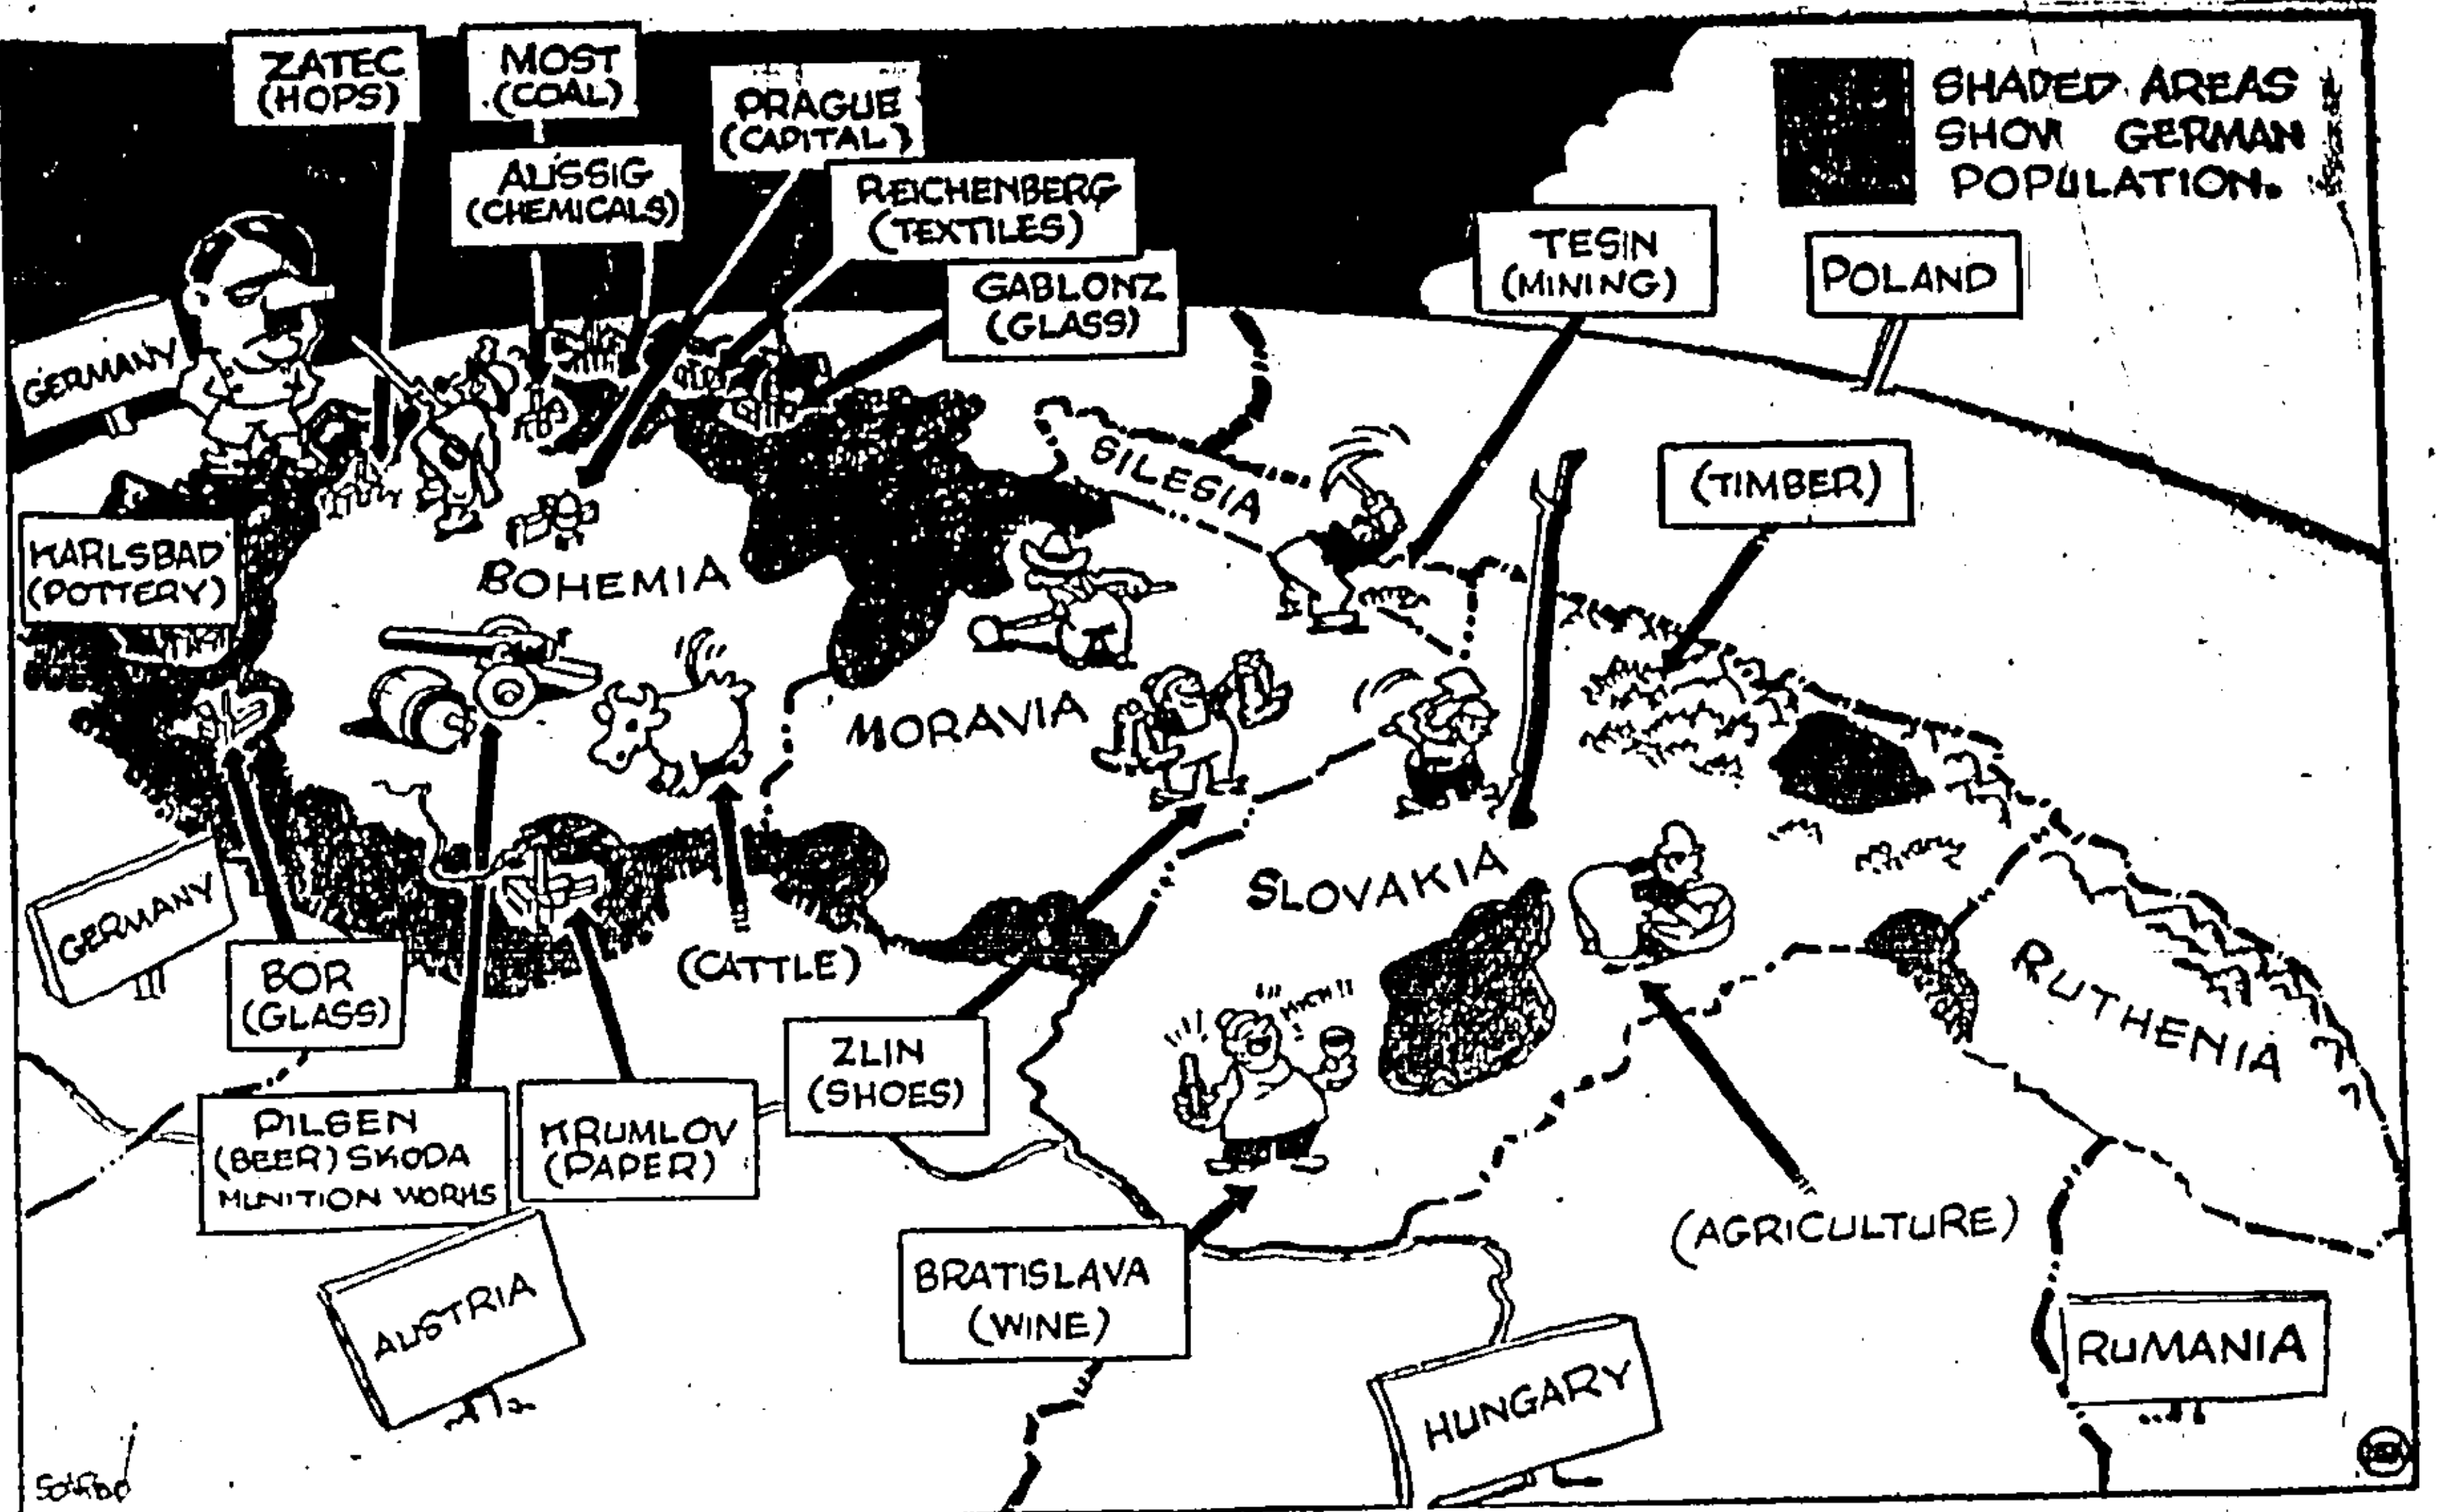 ZATEC
(HOPS)
MOST
(COAL)
PRAGUE
(CAPITAL)
AUSSIG
(CHEMICALS)
REICHENBERG
(TEXTILES)
GABLONZ
(GLASS)
TESIN
(MINING)
POLAND
SHADED AREAS
SHOW GERMAN
POPULATION.
GERMANY
SILESIA
(TIMBER)
KARLSBAD
(POTTERY)
BOHEMIA
MORAVIA
SLOVAKIA
RUTHENIA
GERMANY
BOR
(GLASS)
(CATTLE)
ZLIN
(SHOES)
PILSEN
(BEER) SKODA
MUNITION WORKS
KRUMLOV
(PAPER)
AUSTRIA
BRATISLAVA
(WINE)
(AGRICULTURE)
HUNGARY
RUMANIA